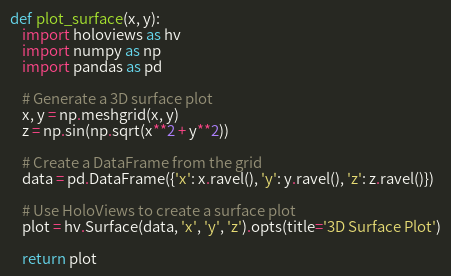 def plot_surface(x, y):
    import holoviews as hv
    import numpy as np
    import pandas as pd

    # Generate a 3D surface plot
    x, y = np.meshgrid(x, y)
    z = np.sin(np.sqrt(x**2 + y**2))

    # Create a DataFrame from the grid
    data = pd.DataFrame({'x': x.ravel(), 'y': y.ravel(), 'z': z.ravel()})

    # Use HoloViews to create a surface plot
    plot = hv.Surface(data, 'x', 'y', 'z').opts(title='3D Surface Plot')

    return plot